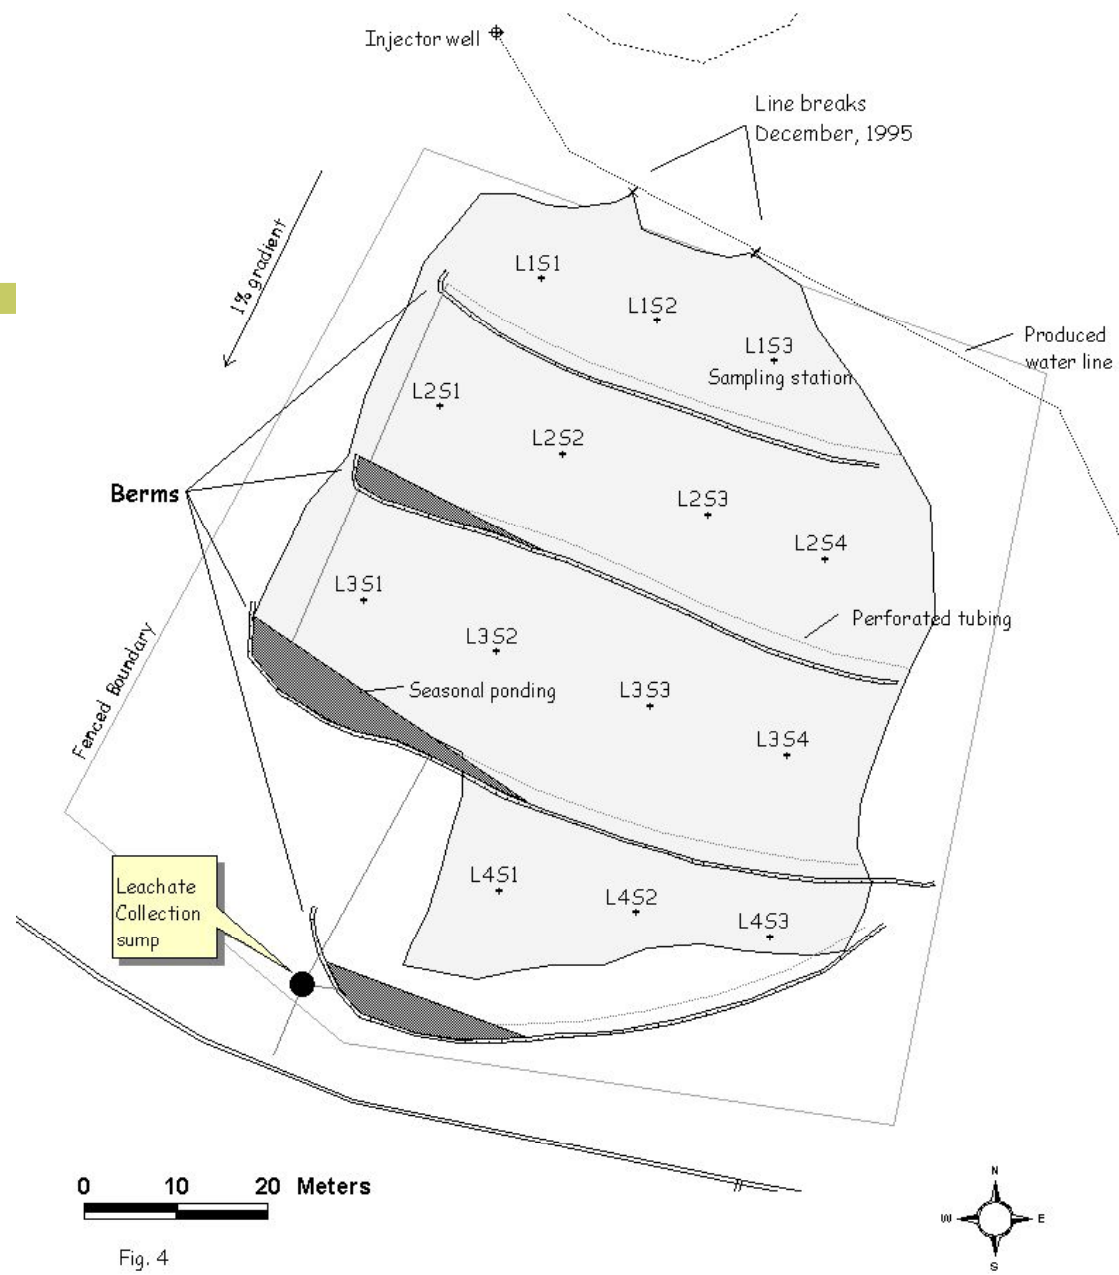 Injector well
Line breaks
December, 1995
1% gradient
L1S1
L1S2
L1S3
Sampling station
Produced
water line
L2S1
L2S2
L2S3
L2S4
Berms
L3S1
L3S2
L3S3
L3S4
Perforated tubing
Seasonal ponding
Fenced Boundary
Leachate
Collection
sump
L4S1
L4S2
L4S3
0 10 20 Meters
Fig. 4
N
W E
S